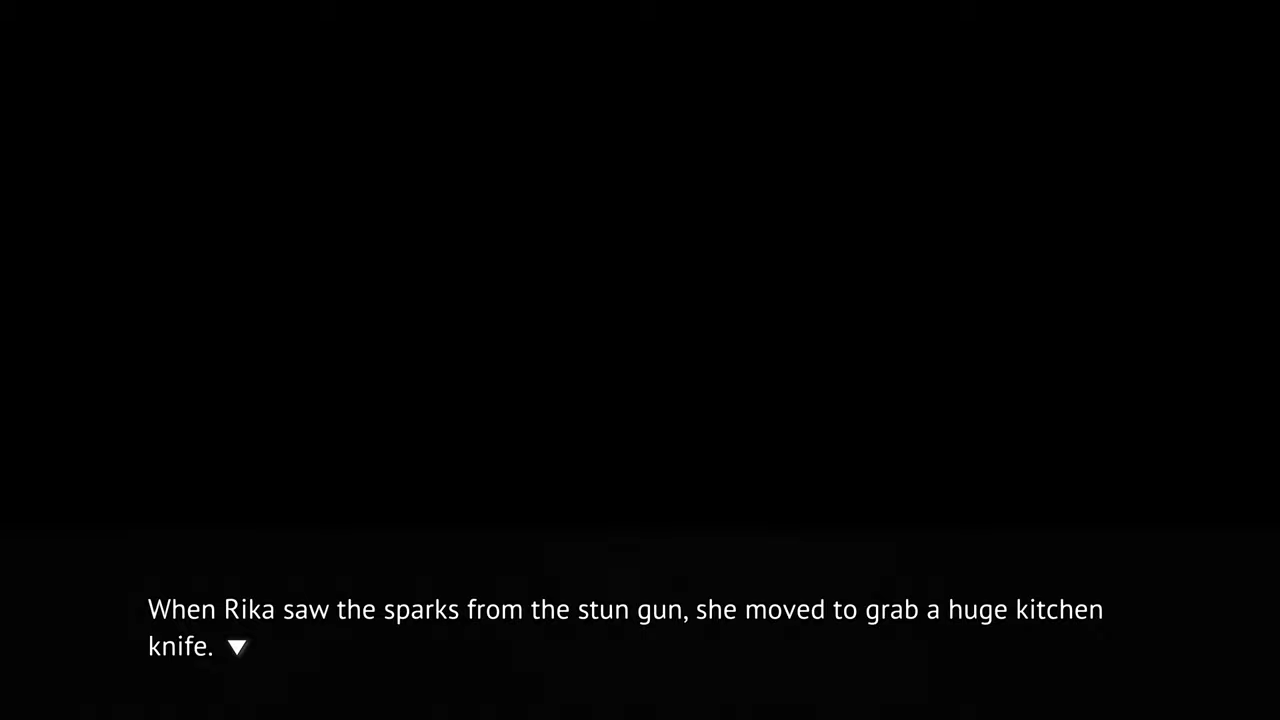 When Rika saw the sparks from the stun gun, she moved to grab a huge kitchen
knife.